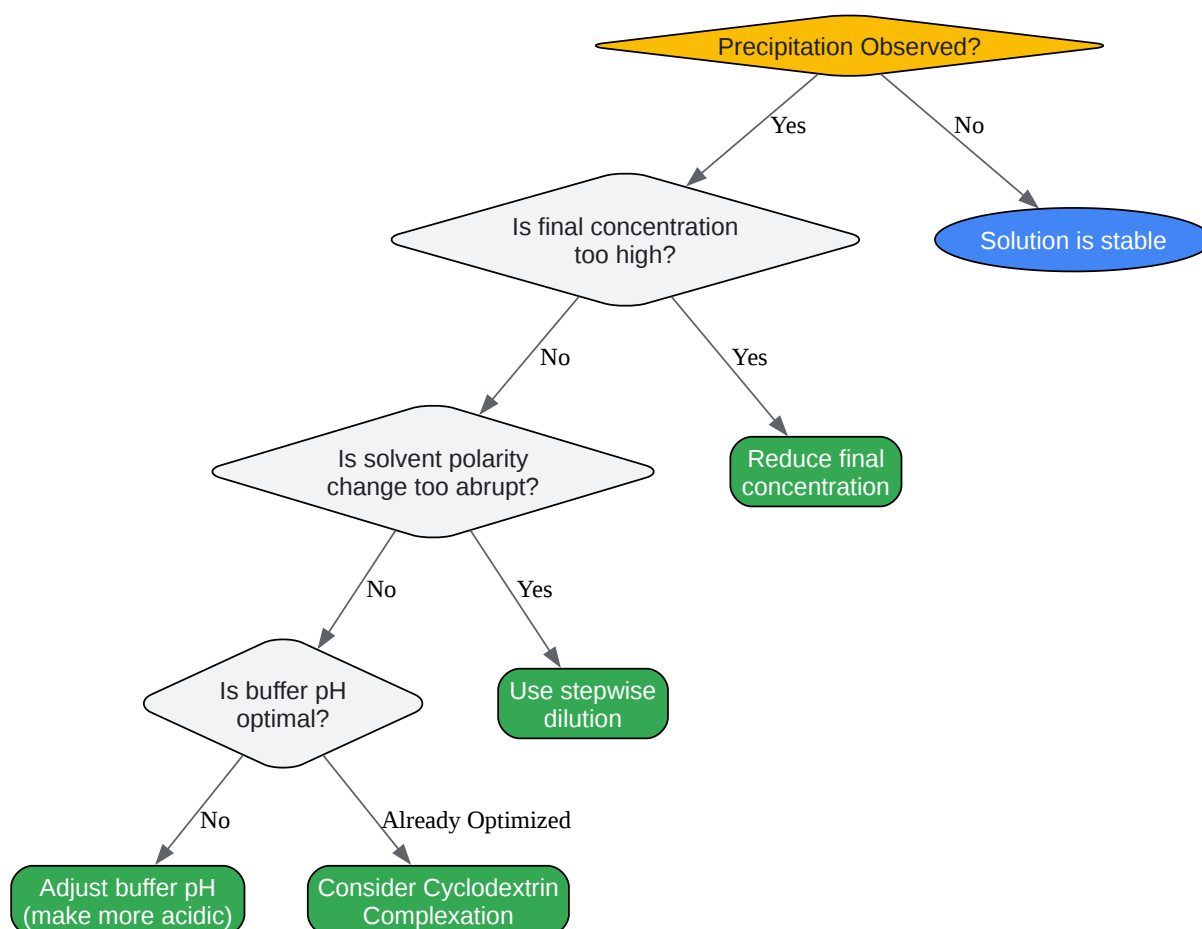 Precipitation Observed?
Yes
No
Is final concentration
too high?
Solution is stable
No
Yes
Is solvent polarity
change too abrupt?
Reduce final
concentration
No
Yes
Is buffer pH
optimal?
Use stepwise
dilution
No
Already Optimized
Adjust buffer pH
(make more acidic)
Consider Cyclodextrin
Complexation